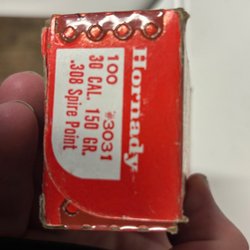 Hornady
100 #3031
30 CAL. 150 GR.
.308 Spire Point